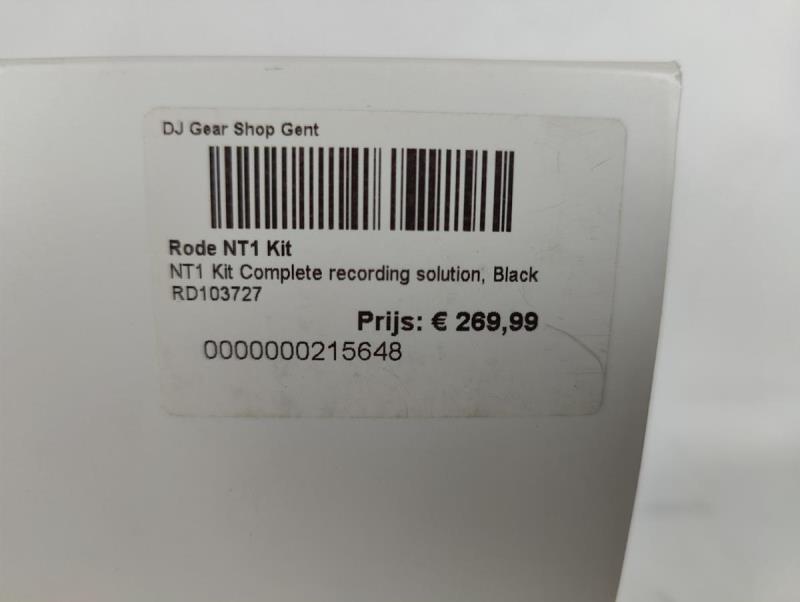 DJ Gear Shop Gent
Rode NT1 Kit
NT1 Kit Complete recording solution, Black
RD103727
Prijs: € 269,99
0000000215648